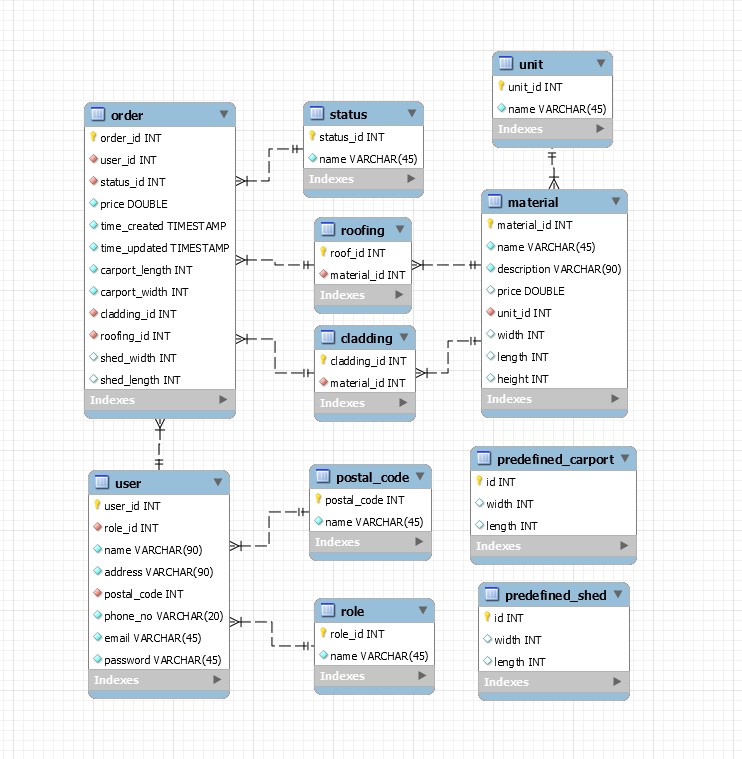 order
order_id INT
user_id INT
status_id INT
price DOUBLE
time_created TIMESTAMP
time_updated TIMESTAMP
carport_length INT
carport_width INT
cladding_id INT
roofing_id INT
shed_width INT
shed_length INT
Indexes
status
status_id INT
name VARCHAR(45)
Indexes
roofing
roof_id INT
material_id INT
Indexes
cladding
cladding_id INT
material_id INT
Indexes
unit
unit_id INT
name VARCHAR(45)
Indexes
material
material_id INT
name VARCHAR(45)
description VARCHAR(90)
price DOUBLE
unit_id INT
width INT
length INT
height INT
Indexes
user
user_id INT
role_id INT
name VARCHAR(90)
address VARCHAR(90)
postal_code INT
phone_no VARCHAR(20)
email VARCHAR(45)
password VARCHAR(45)
Indexes
postal_code
postal_code INT
name VARCHAR(45)
Indexes
role
role_id INT
name VARCHAR(45)
Indexes
predefined_carport
id INT
width INT
length INT
Indexes
predefined_shed
id INT
width INT
length INT
Indexes